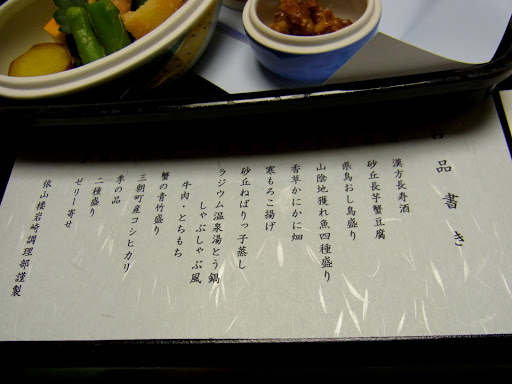 お品書き
漢方長寿酒
砂丘長芋蟹豆腐
県鳥おし鳥盛り
山陰地獲れ魚四種盛り
香草かにかに畑
寒もろこ揚げ
砂丘ねばりっ子蒸し
ラジウム温泉湯とう鍋
しゃぶしゃぶ風
牛肉・とちもち
蟹の青竹盛り
三朝町産コシヒカリ
季の品
二種盛り
ゼリー寄せ
依山楼岩崎調理部謹製